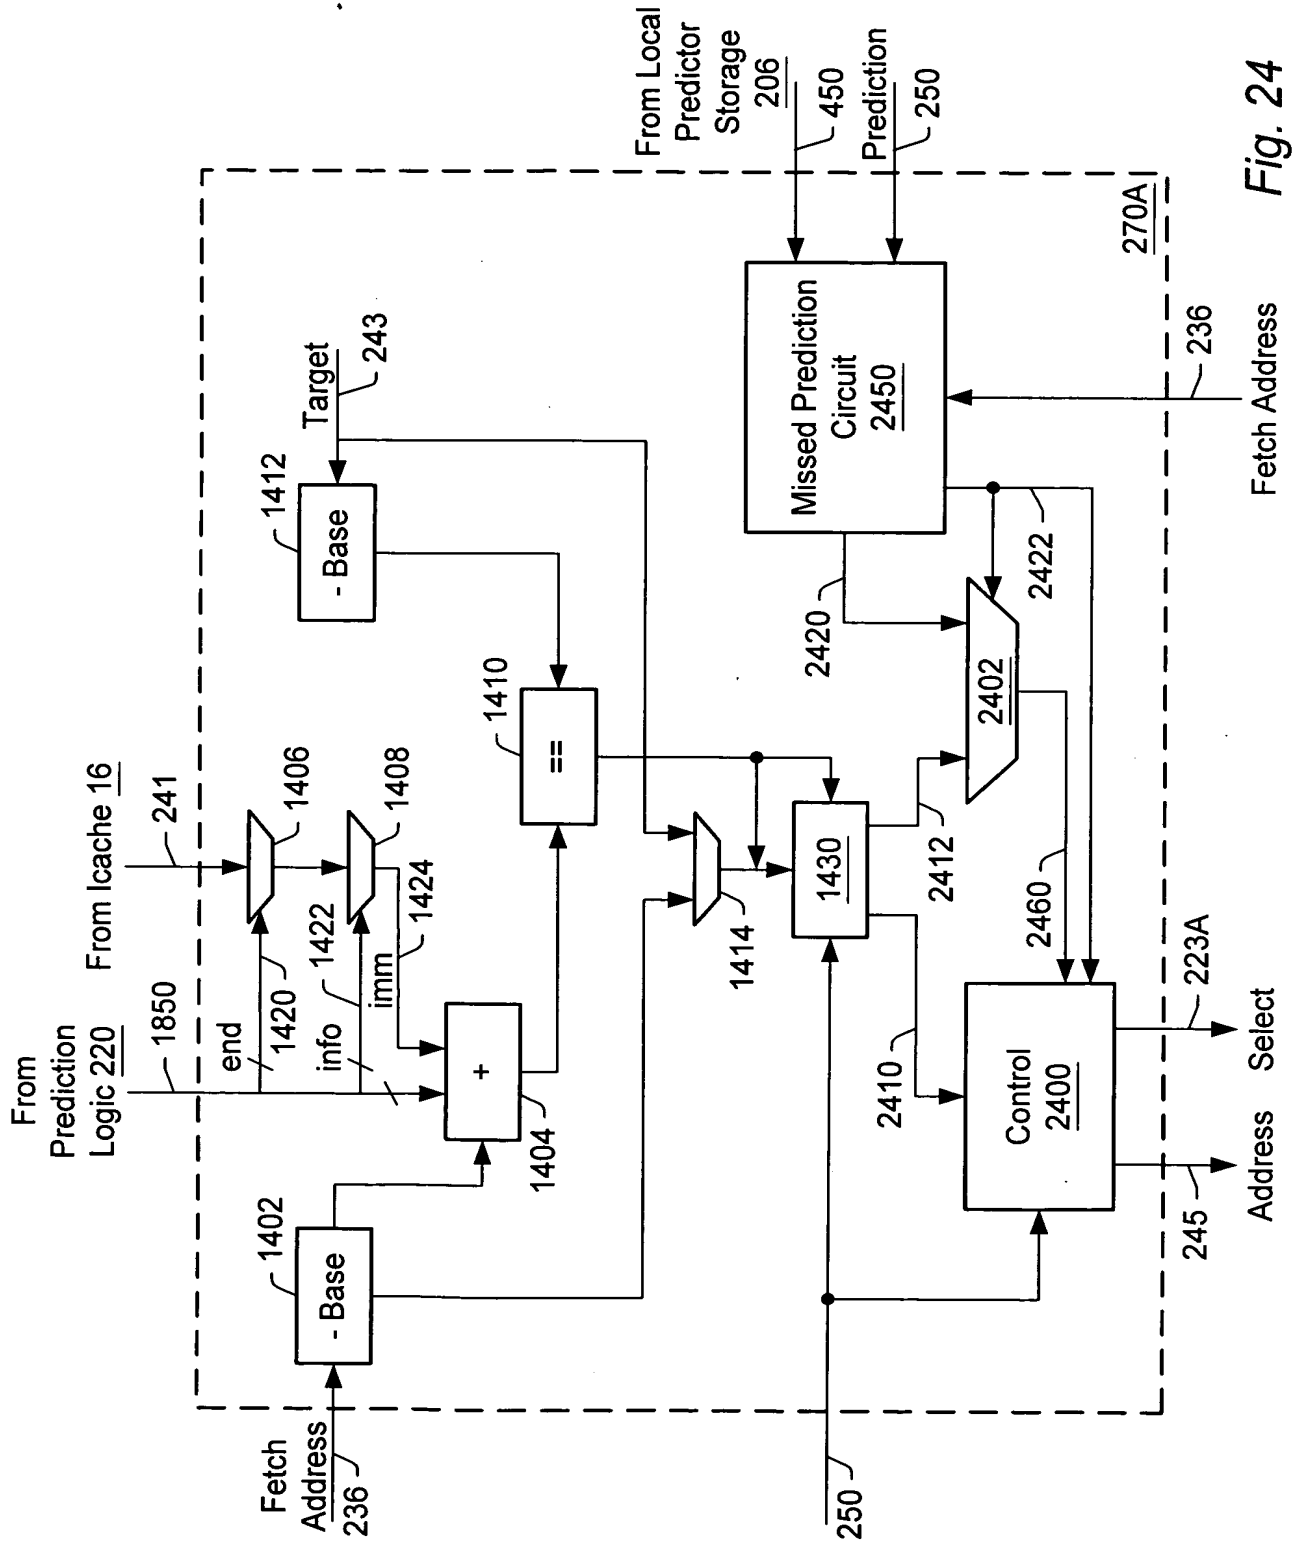 From
Prediction
Logic 220
1850
From Icache 16
241
end
1420
1406
info
1422
1408
imm
1424
Fetch
Address
236
- Base
1402
+
1404
==
1410
- Base
1412
Target
243
1414
1430
250
From Local
Predictor
Storage
206
450
Prediction
250
Missed Prediction
Circuit
2450
2420
2422
2402
2412
2410
2460
Control
2400
245
Address
223A
Select
236
Fetch Address
270A
Fig. 24